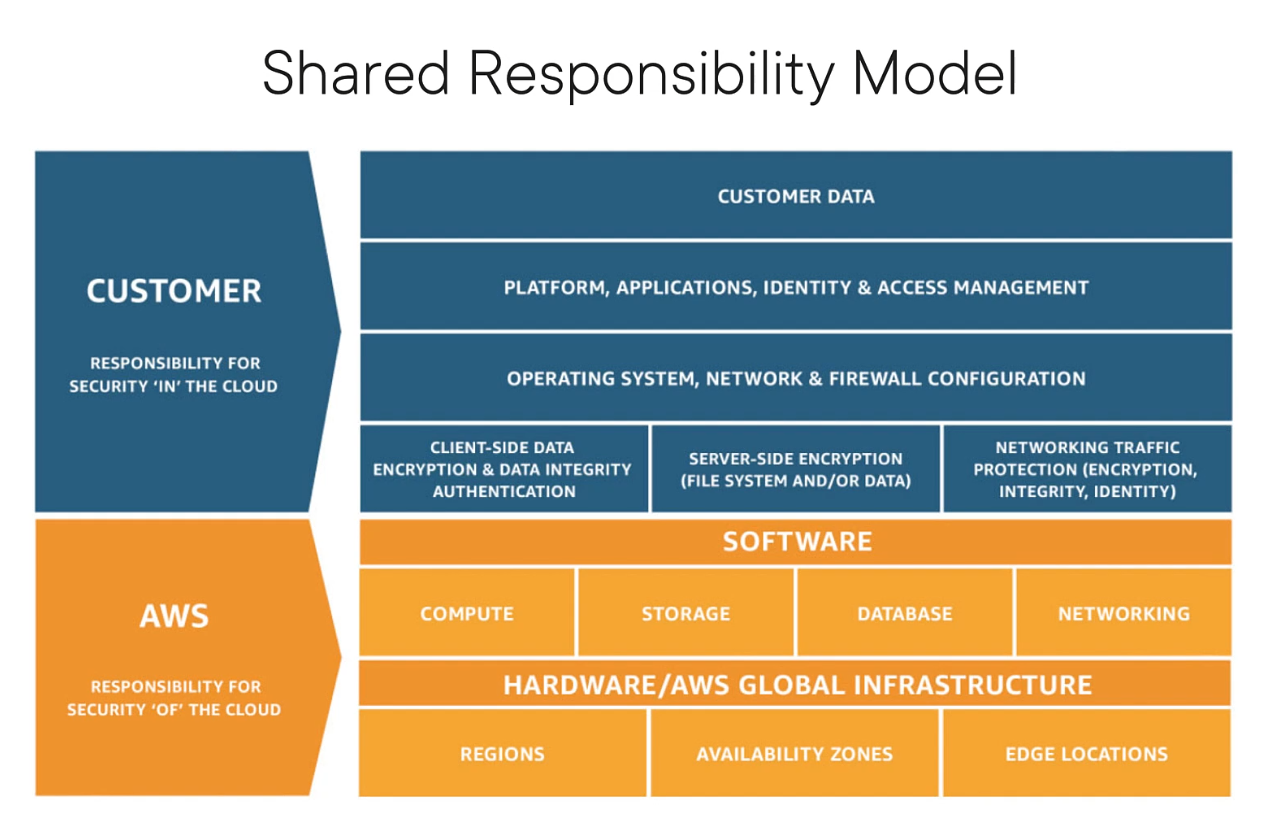 Shared Responsibility Model
CUSTOMER
RESPONSIBILITY FOR
SECURITY ‘IN’ THE CLOUD
CUSTOMER DATA
PLATFORM, APPLICATIONS, IDENTITY & ACCESS MANAGEMENT
OPERATING SYSTEM, NETWORK & FIREWALL CONFIGURATION
CLIENT-SIDE DATA
ENCRYPTION & DATA INTEGRITY
AUTHENTICATION
SERVER-SIDE ENCRYPTION
(FILE SYSTEM AND/OR DATA)
NETWORKING TRAFFIC
PROTECTION (ENCRYPTION,
INTEGRITY, IDENTITY)
AWS
RESPONSIBILITY FOR
SECURITY ‘OF’ THE CLOUD
SOFTWARE
COMPUTE
STORAGE
DATABASE
NETWORKING
HARDWARE/AWS GLOBAL INFRASTRUCTURE
REGIONS
AVAILABILITY ZONES
EDGE LOCATIONS